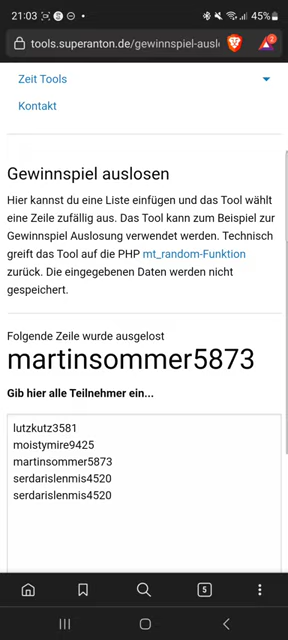 21:03
45%
tools.superanton.de/gewinnspiel-ausl
2
Zeit Tools
Kontakt
Gewinnspiel auslosen
Hier kannst du eine Liste einfügen und das Tool wählt
eine Zeile zufällig aus. Das Tool kann zum Beispiel zur
Gewinnspiel Auslosung verwendet werden. Technisch
greift das Tool auf die PHP mt_random-Funktion
zurück. Die eingegebenen Daten werden nicht
gespeichert.
Folgende Zeile wurde ausgelost
martinsommer5873
Gib hier alle Teilnehmer ein...
lutzkutz3581
moistymire9425
martinsommer5873
serdarislenmis4520
serdarislenmis4520
5